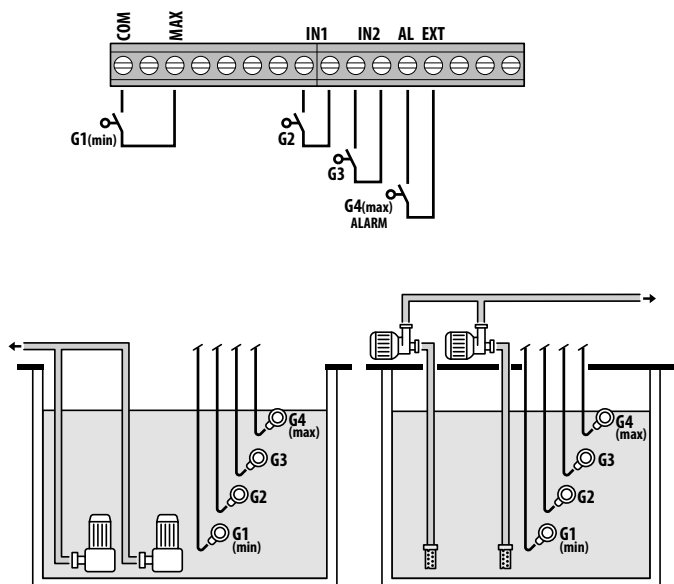 COM MAX IN1 IN2 AL EXT
G1(min)
G2
G3
G4(max)
ALARM
G4
(max)
G3
G2
G1
(min)
G4
(max)
G3
G2
G1
(min)